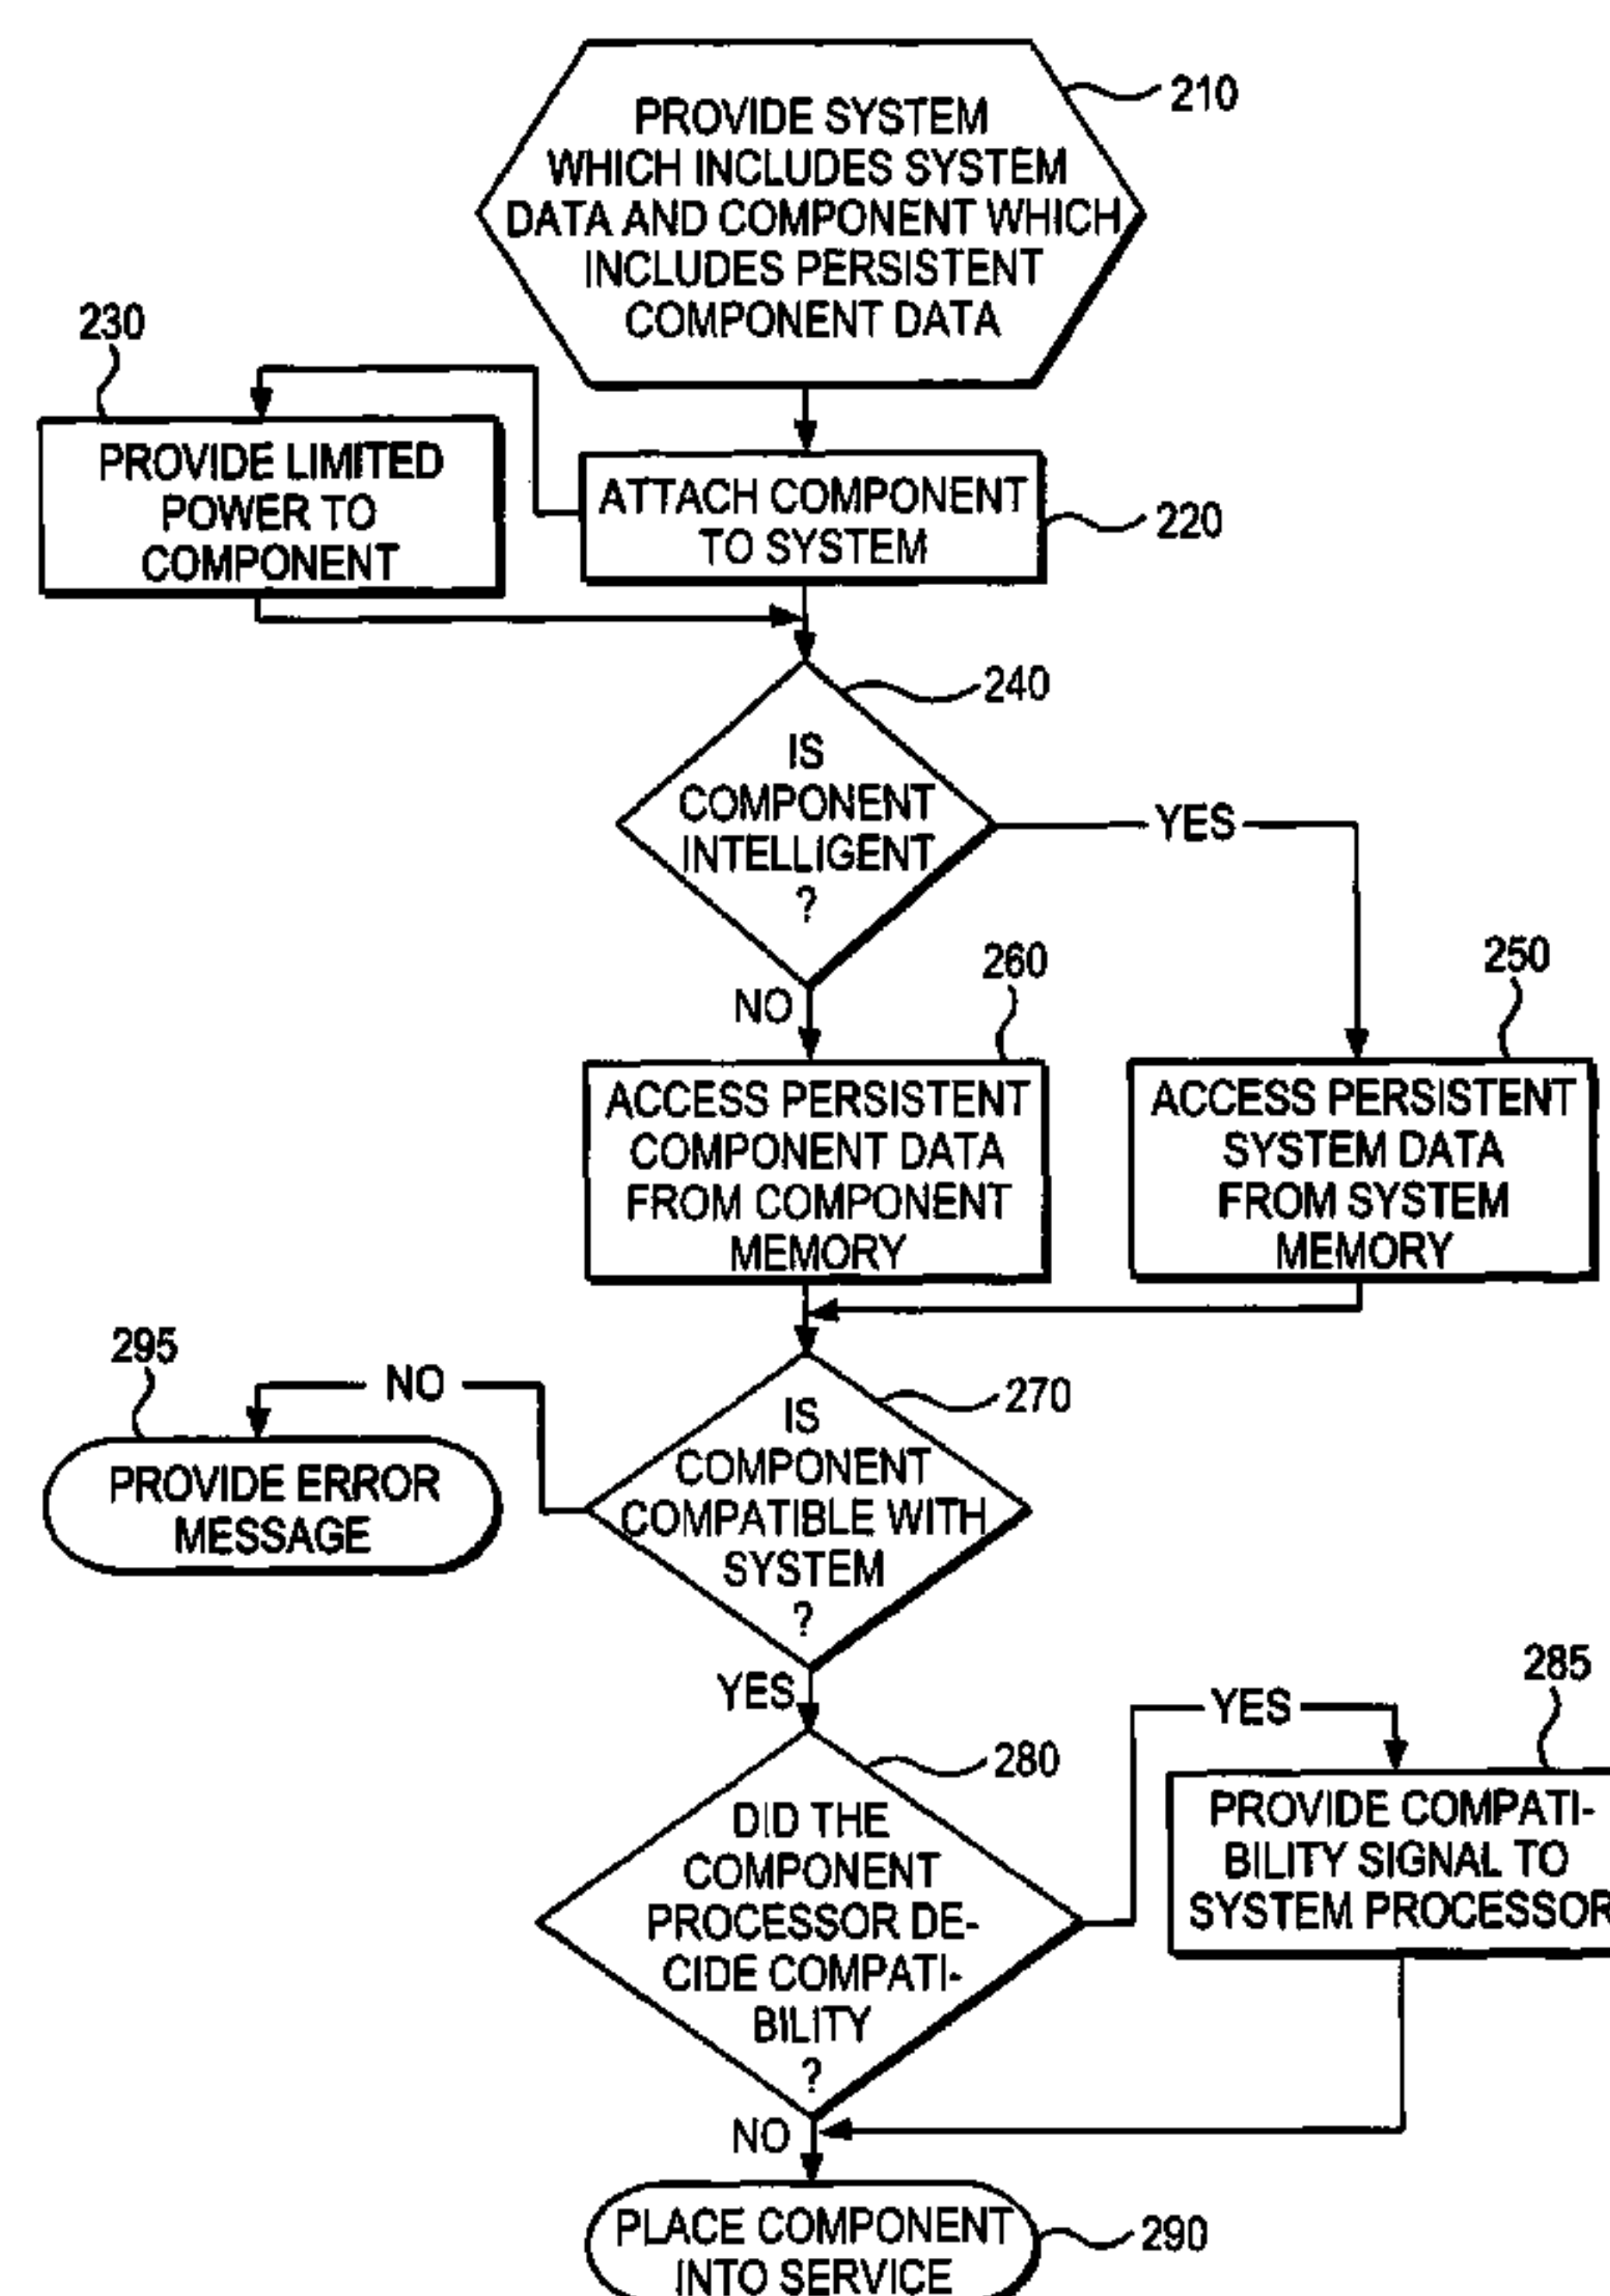 210
PROVIDE SYSTEM
WHICH INCLUDES SYSTEM
DATA AND COMPONENT WHICH
INCLUDES PERSISTENT
COMPONENT DATA
230
PROVIDE LIMITED
POWER TO
COMPONENT
ATTACH COMPONENT
TO SYSTEM
220
240
IS
COMPONENT
INTELLIGENT
?
YES
NO
260
250
ACCESS PERSISTENT
COMPONENT DATA
FROM COMPONENT
MEMORY
ACCESS PERSISTENT
SYSTEM DATA
FROM SYSTEM
MEMORY
295
NO
PROVIDE ERROR
MESSAGE
270
IS
COMPONENT
COMPATIBLE WITH
SYSTEM
?
YES
280
DID THE
COMPONENT
PROCESSOR DE-
CIDE COMPATI-
BILITY
?
YES
285
PROVIDE COMPATI-
BILITY SIGNAL TO
SYSTEM PROCESSOR
NO
PLACE COMPONENT
INTO SERVICE
290